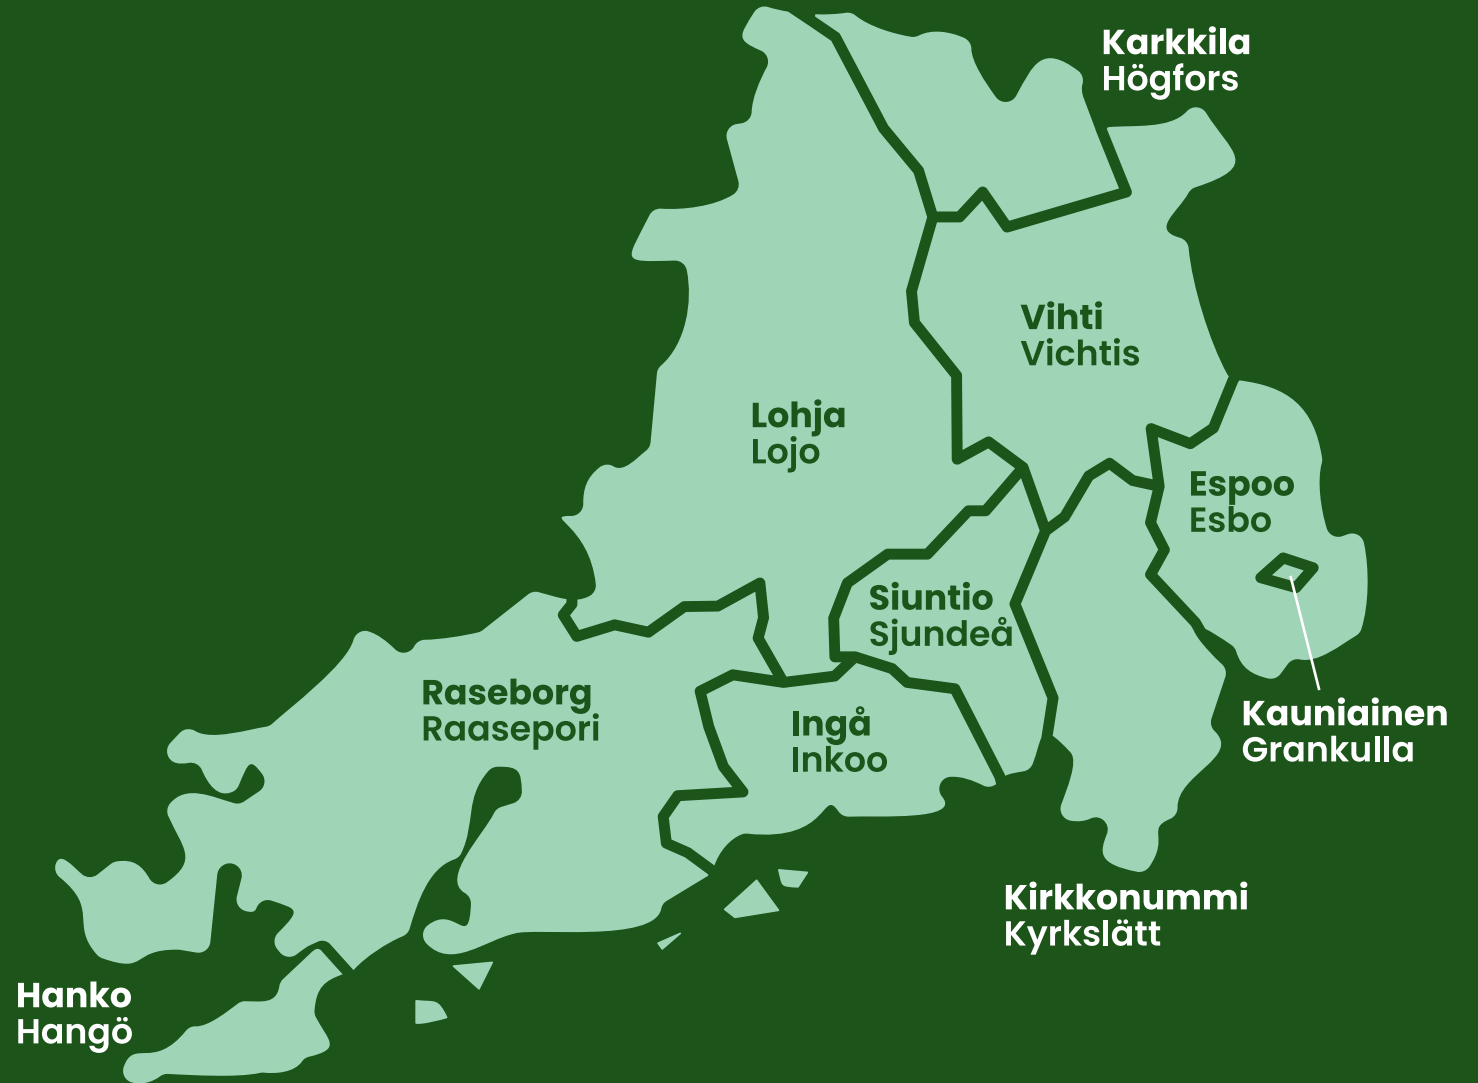 Karkkila
Högfors
Vihti
Vichtis
Lohja
Lojo
Espoo
Esbo
Siuntio
Sjundeå
Raseborg
Raasepori
Ingå
Inkoo
Kauniainen
Grankulla
Kirkkonummi
Kyrkslätt
Hanko
Hangö